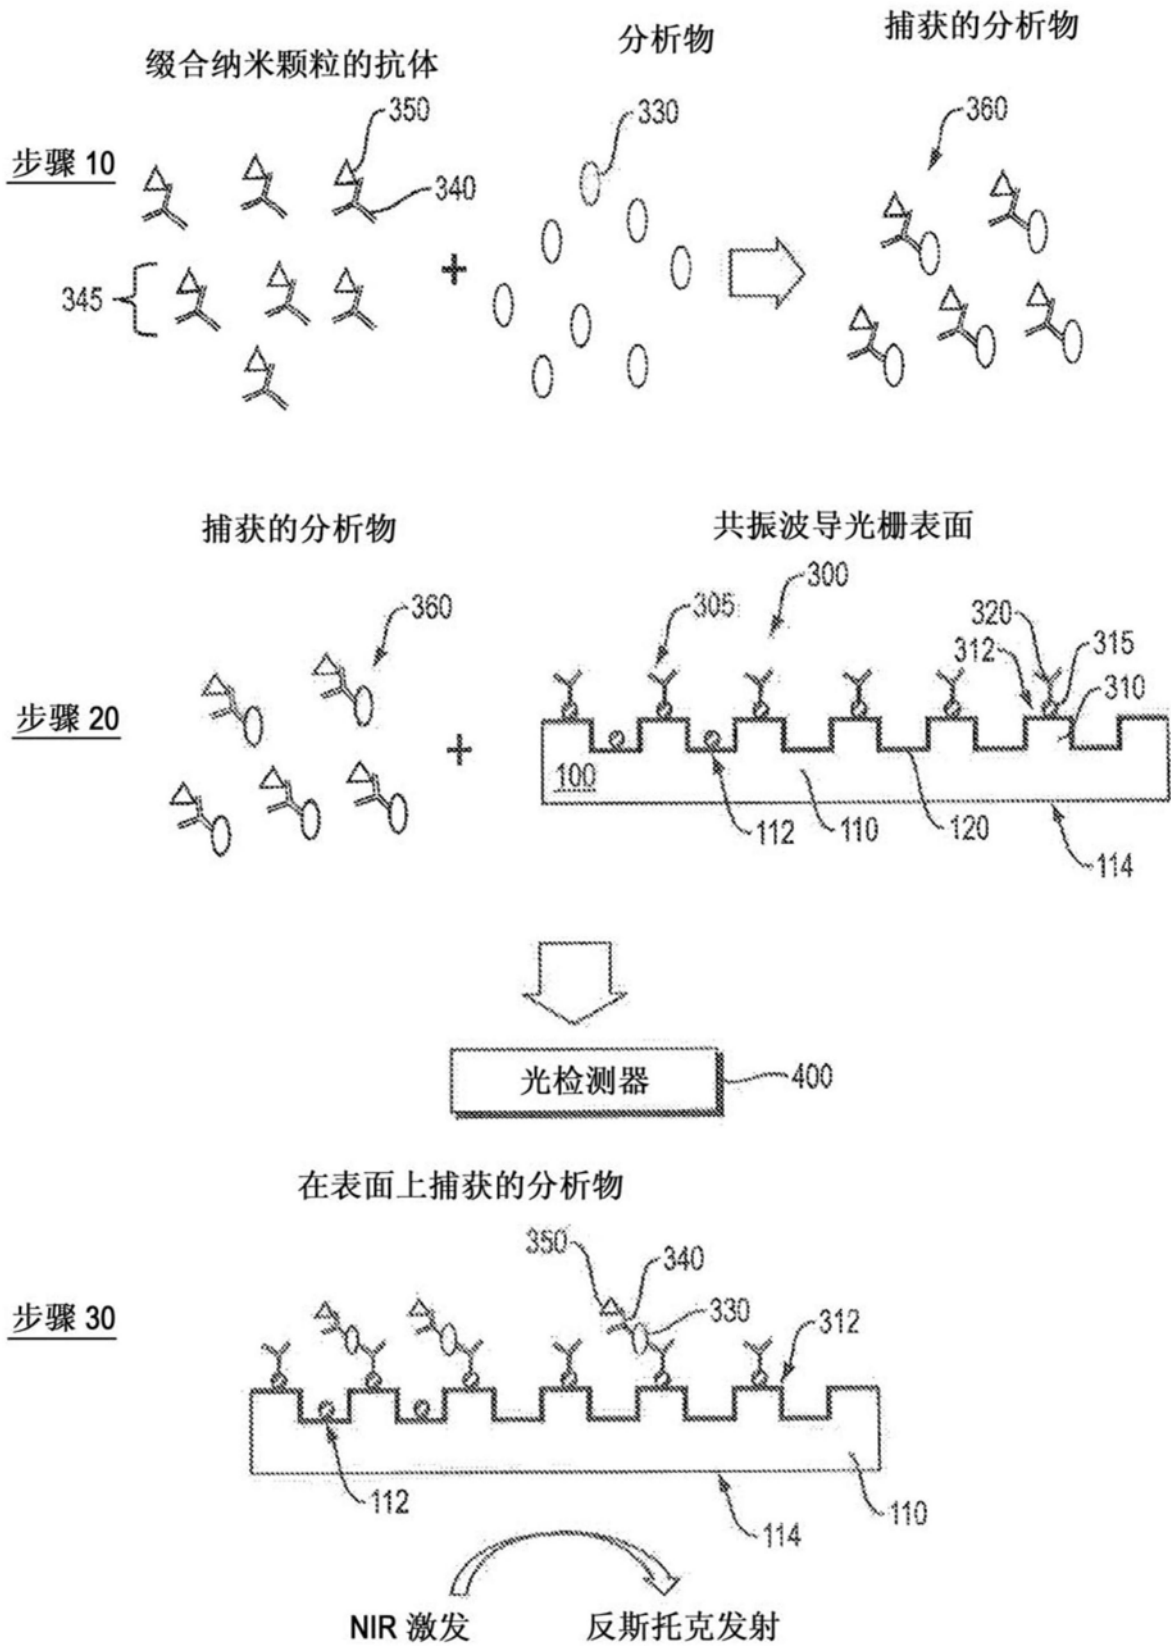 缀合纳米颗粒的抗体
分析物
捕获的分析物
步骤 10
350
340
345
330
360
捕获的分析物
共振波导光栅表面
步骤 20
360
305
300
320
312
315
310
100
112
110
120
114
光检测器
400
在表面上捕获的分析物
步骤 30
350
340
330
312
112
114
110
NIR 激发
反斯托克发射